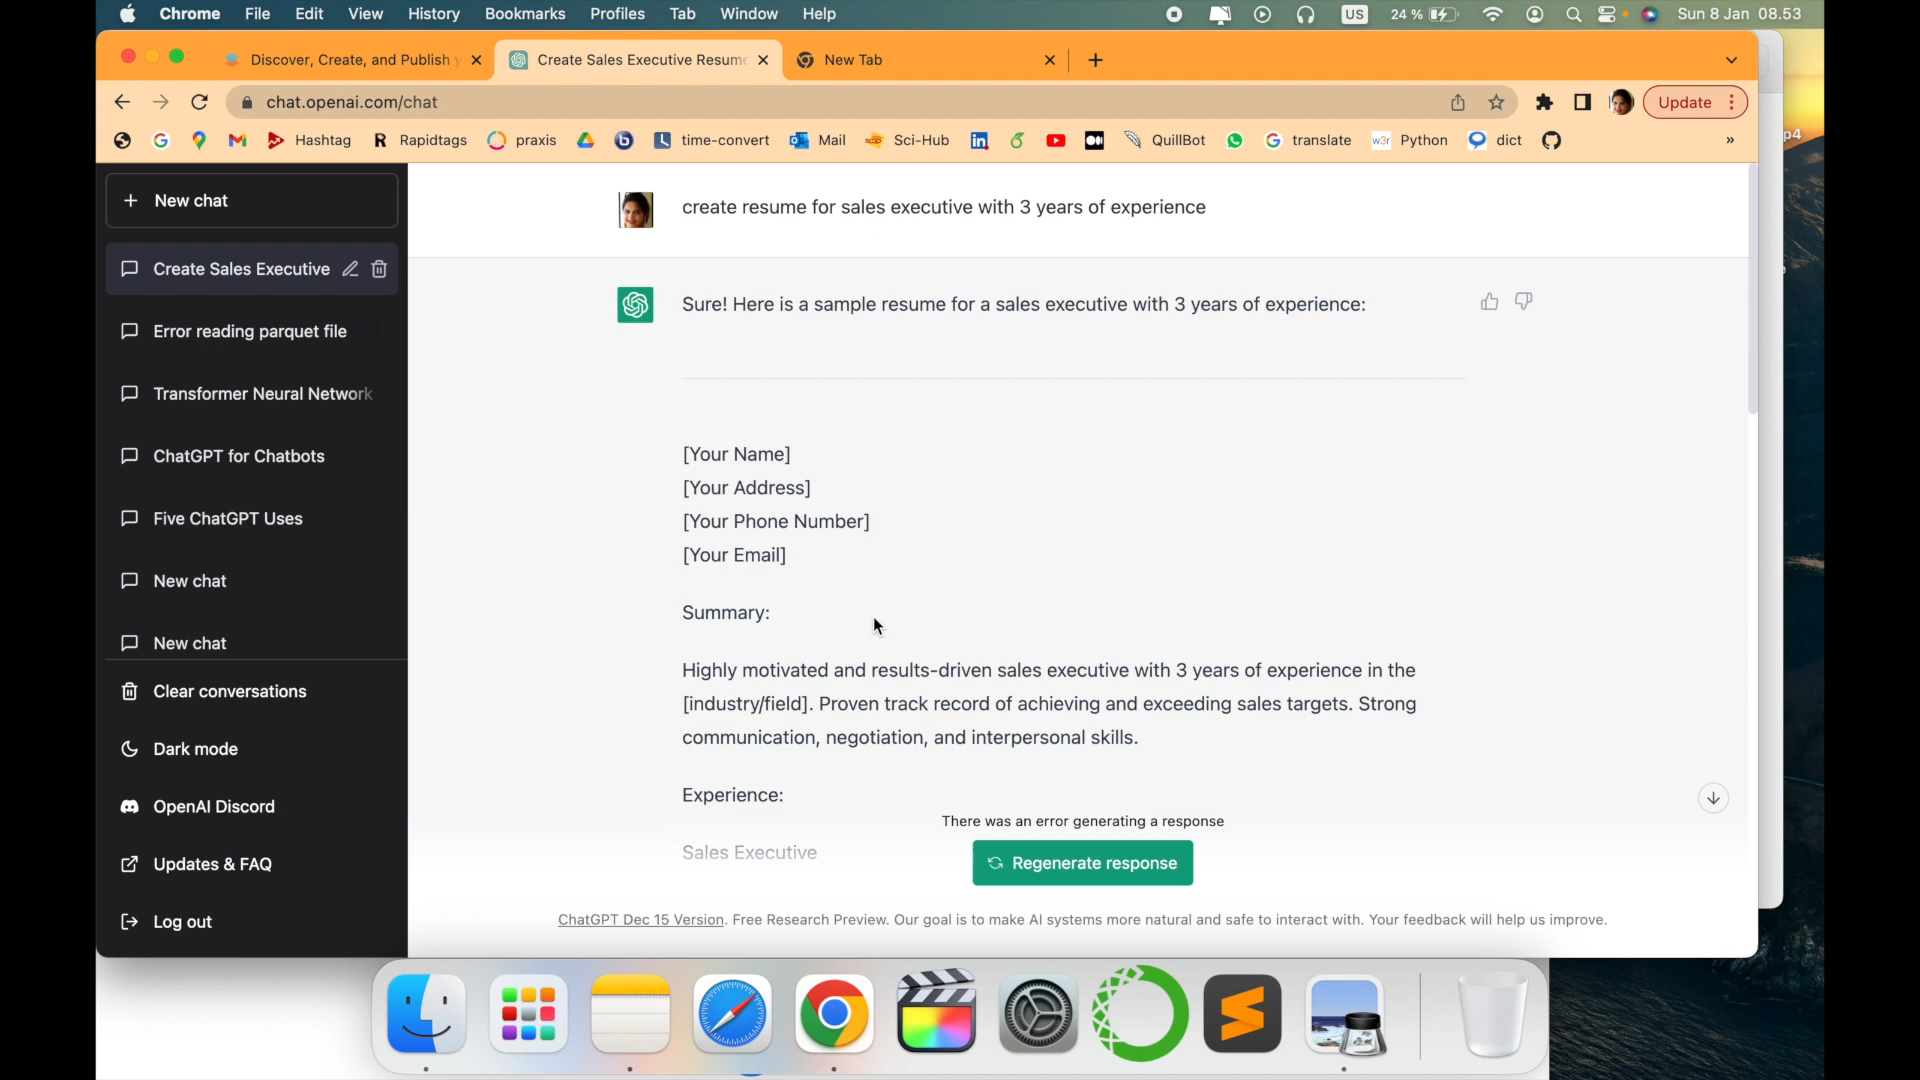 Chrome File Edit View History Bookmarks Profiles Tab Window Help US 24 % Sun 8 Jan 08.53
Discover, Create, and Publish Create Sales Executive Resume New Tab
chat.openai.com/chat Update
Hashtag Rapidtags praxis time-convert Mail Sci-Hub QuillBot translate w3r Python dict »
p4
New chat
Create Sales Executive
Error reading parquet file
Transformer Neural Network
ChatGPT for Chatbots
Five ChatGPT Uses
New chat
New chat
Clear conversations
Dark mode
OpenAI Discord
Updates & FAQ
Log out
create resume for sales executive with 3 years of experience
Sure! Here is a sample resume for a sales executive with 3 years of experience:
[Your Name]
[Your Address]
[Your Phone Number]
[Your Email]
Summary:
Highly motivated and results-driven sales executive with 3 years of experience in the
[industry/field]. Proven track record of achieving and exceeding sales targets. Strong
communication, negotiation, and interpersonal skills.
Experience:
There was an error generating a response
Sales Executive
Regenerate response
ChatGPT Dec 15 Version. Free Research Preview. Our goal is to make AI systems more natural and safe to interact with. Your feedback will help us improve.